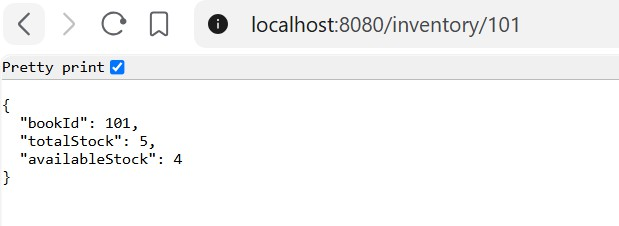 localhost:8080/inventory/101
Pretty print
{
  "bookId": 101,
  "totalStock": 5,
  "availableStock": 4
}